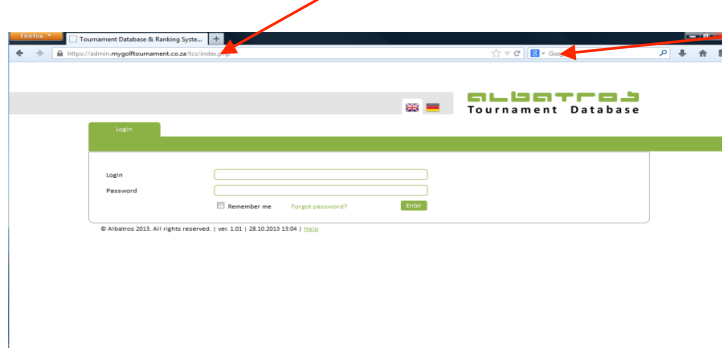 Firefox
Tournament Database & Ranking Syste... +
https://admin.mygolftournament.co.za/tcs/index.php
albatros
Tournament Database
Login
Login
Password
Remember me Forgot password? Enter
© Albatros 2013. All rights reserved. | ver. 1.01 | 28.10.2013 13:04 | Help